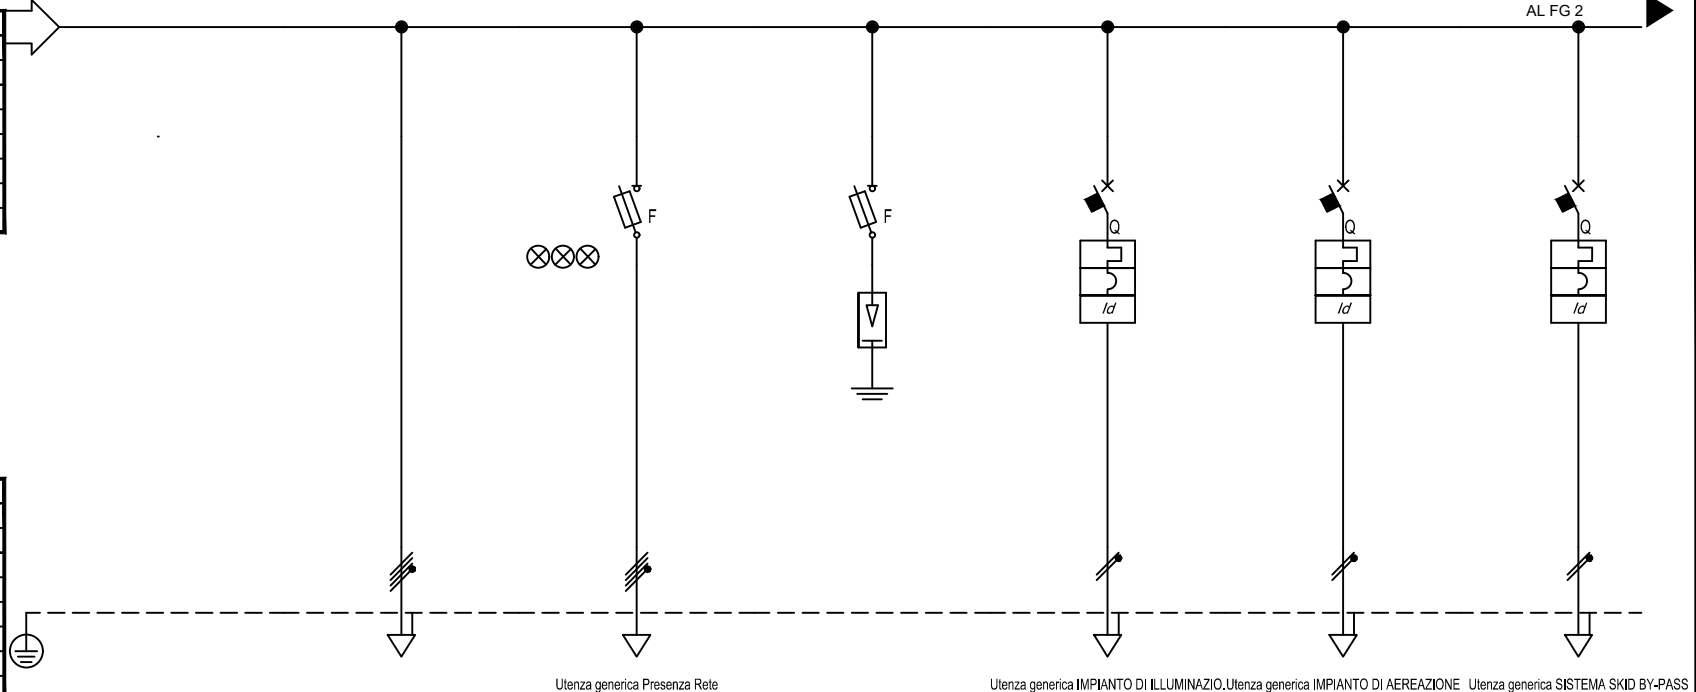 AL FG 2
F
F
Q
Q
Q
Id
Id
Id
Utenza generica Presenza Rete
Utenza generica IMPIANTO DI ILLUMINAZIO.
Utenza generica IMPIANTO DI AEREAZIONE
Utenza generica SISTEMA SKID BY-PASS